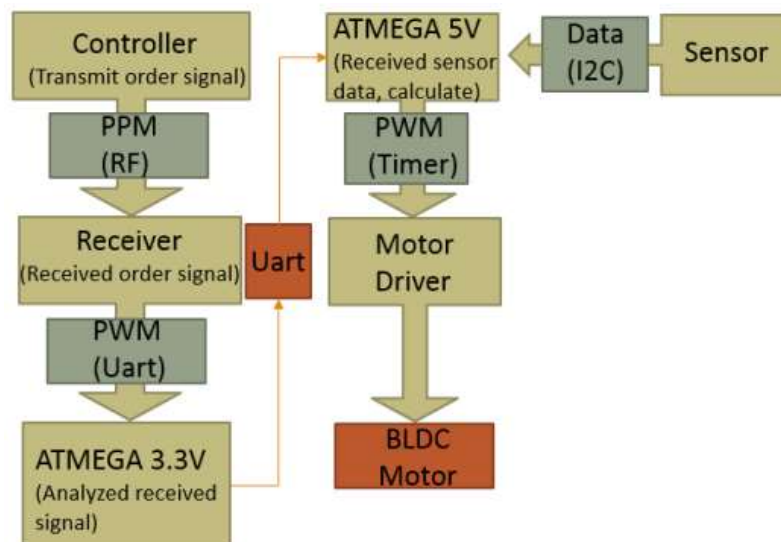 Controller
(Transmit order signal)
PPM
(RF)
Receiver
(Received order signal)
PWM
(Uart)
ATMEGA 3.3V
(Analyzed received
signal)
Uart
ATMEGA 5V
(Received sensor
data, calculate)
PWM
(Timer)
Motor
Driver
BLDC
Motor
Data
(I2C)
Sensor